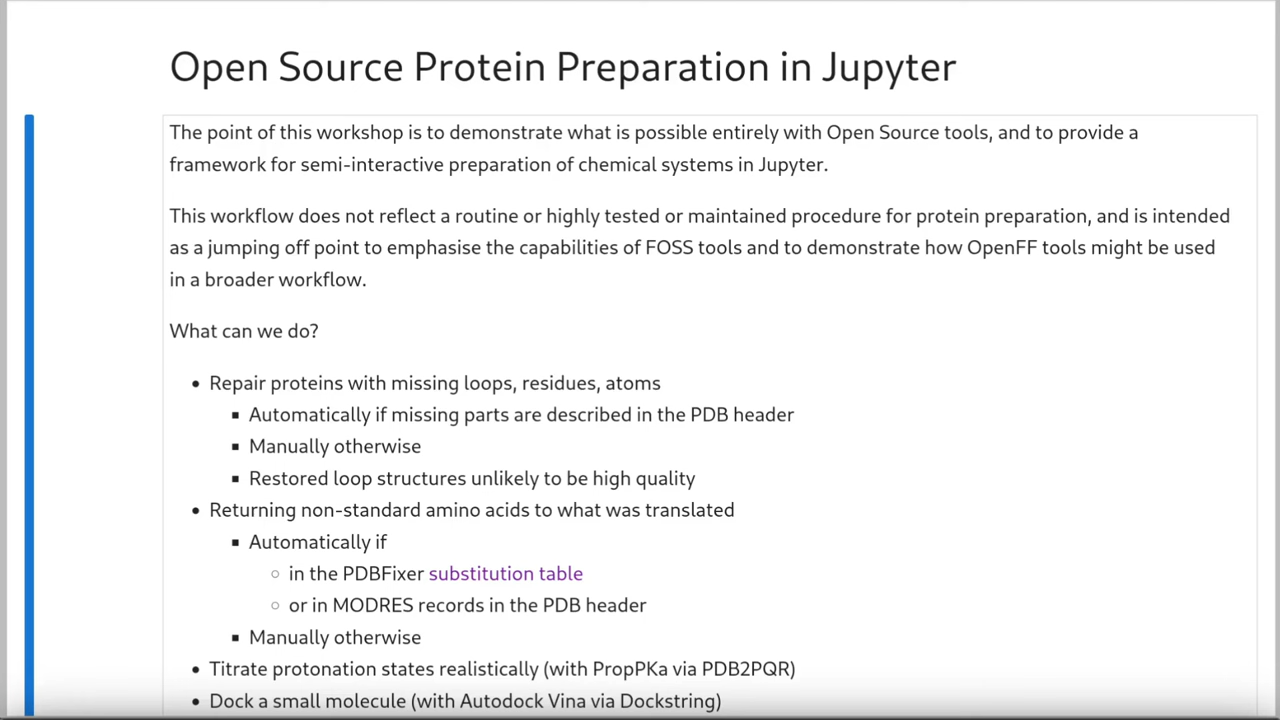 Open Source Protein Preparation in Jupyter
The point of this workshop is to demonstrate what is possible entirely with Open Source tools, and to provide a
framework for semi-interactive preparation of chemical systems in Jupyter.
This workflow does not reflect a routine or highly tested or maintained procedure for protein preparation, and is intended
as a jumping off point to emphasise the capabilities of FOSS tools and to demonstrate how OpenFF tools might be used
in a broader workflow.
What can we do?
• Repair proteins with missing loops, residues, atoms
▪ Automatically if missing parts are described in the PDB header
▪ Manually otherwise
▪ Restored loop structures unlikely to be high quality
• Returning non-standard amino acids to what was translated
▪ Automatically if
○ in the PDBFixer substitution table
○ or in MODRES records in the PDB header
▪ Manually otherwise
• Titrate protonation states realistically (with PropPKa via PDB2PQR)
• Dock a small molecule (with Autodock Vina via Dockstring)